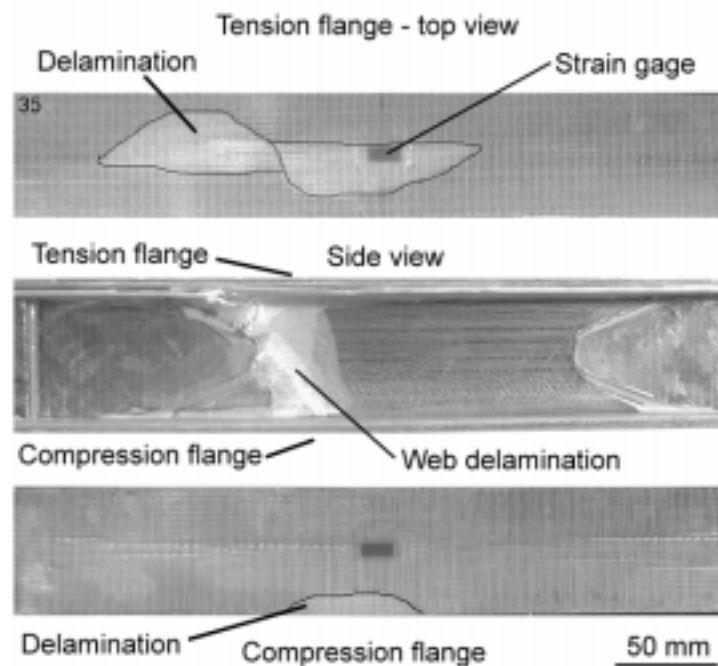 Tension flange - top view
Delamination
Strain gage
35
Tension flange
Side view
Compression flange
Web delamination
Delamination
Compression flange
50 mm